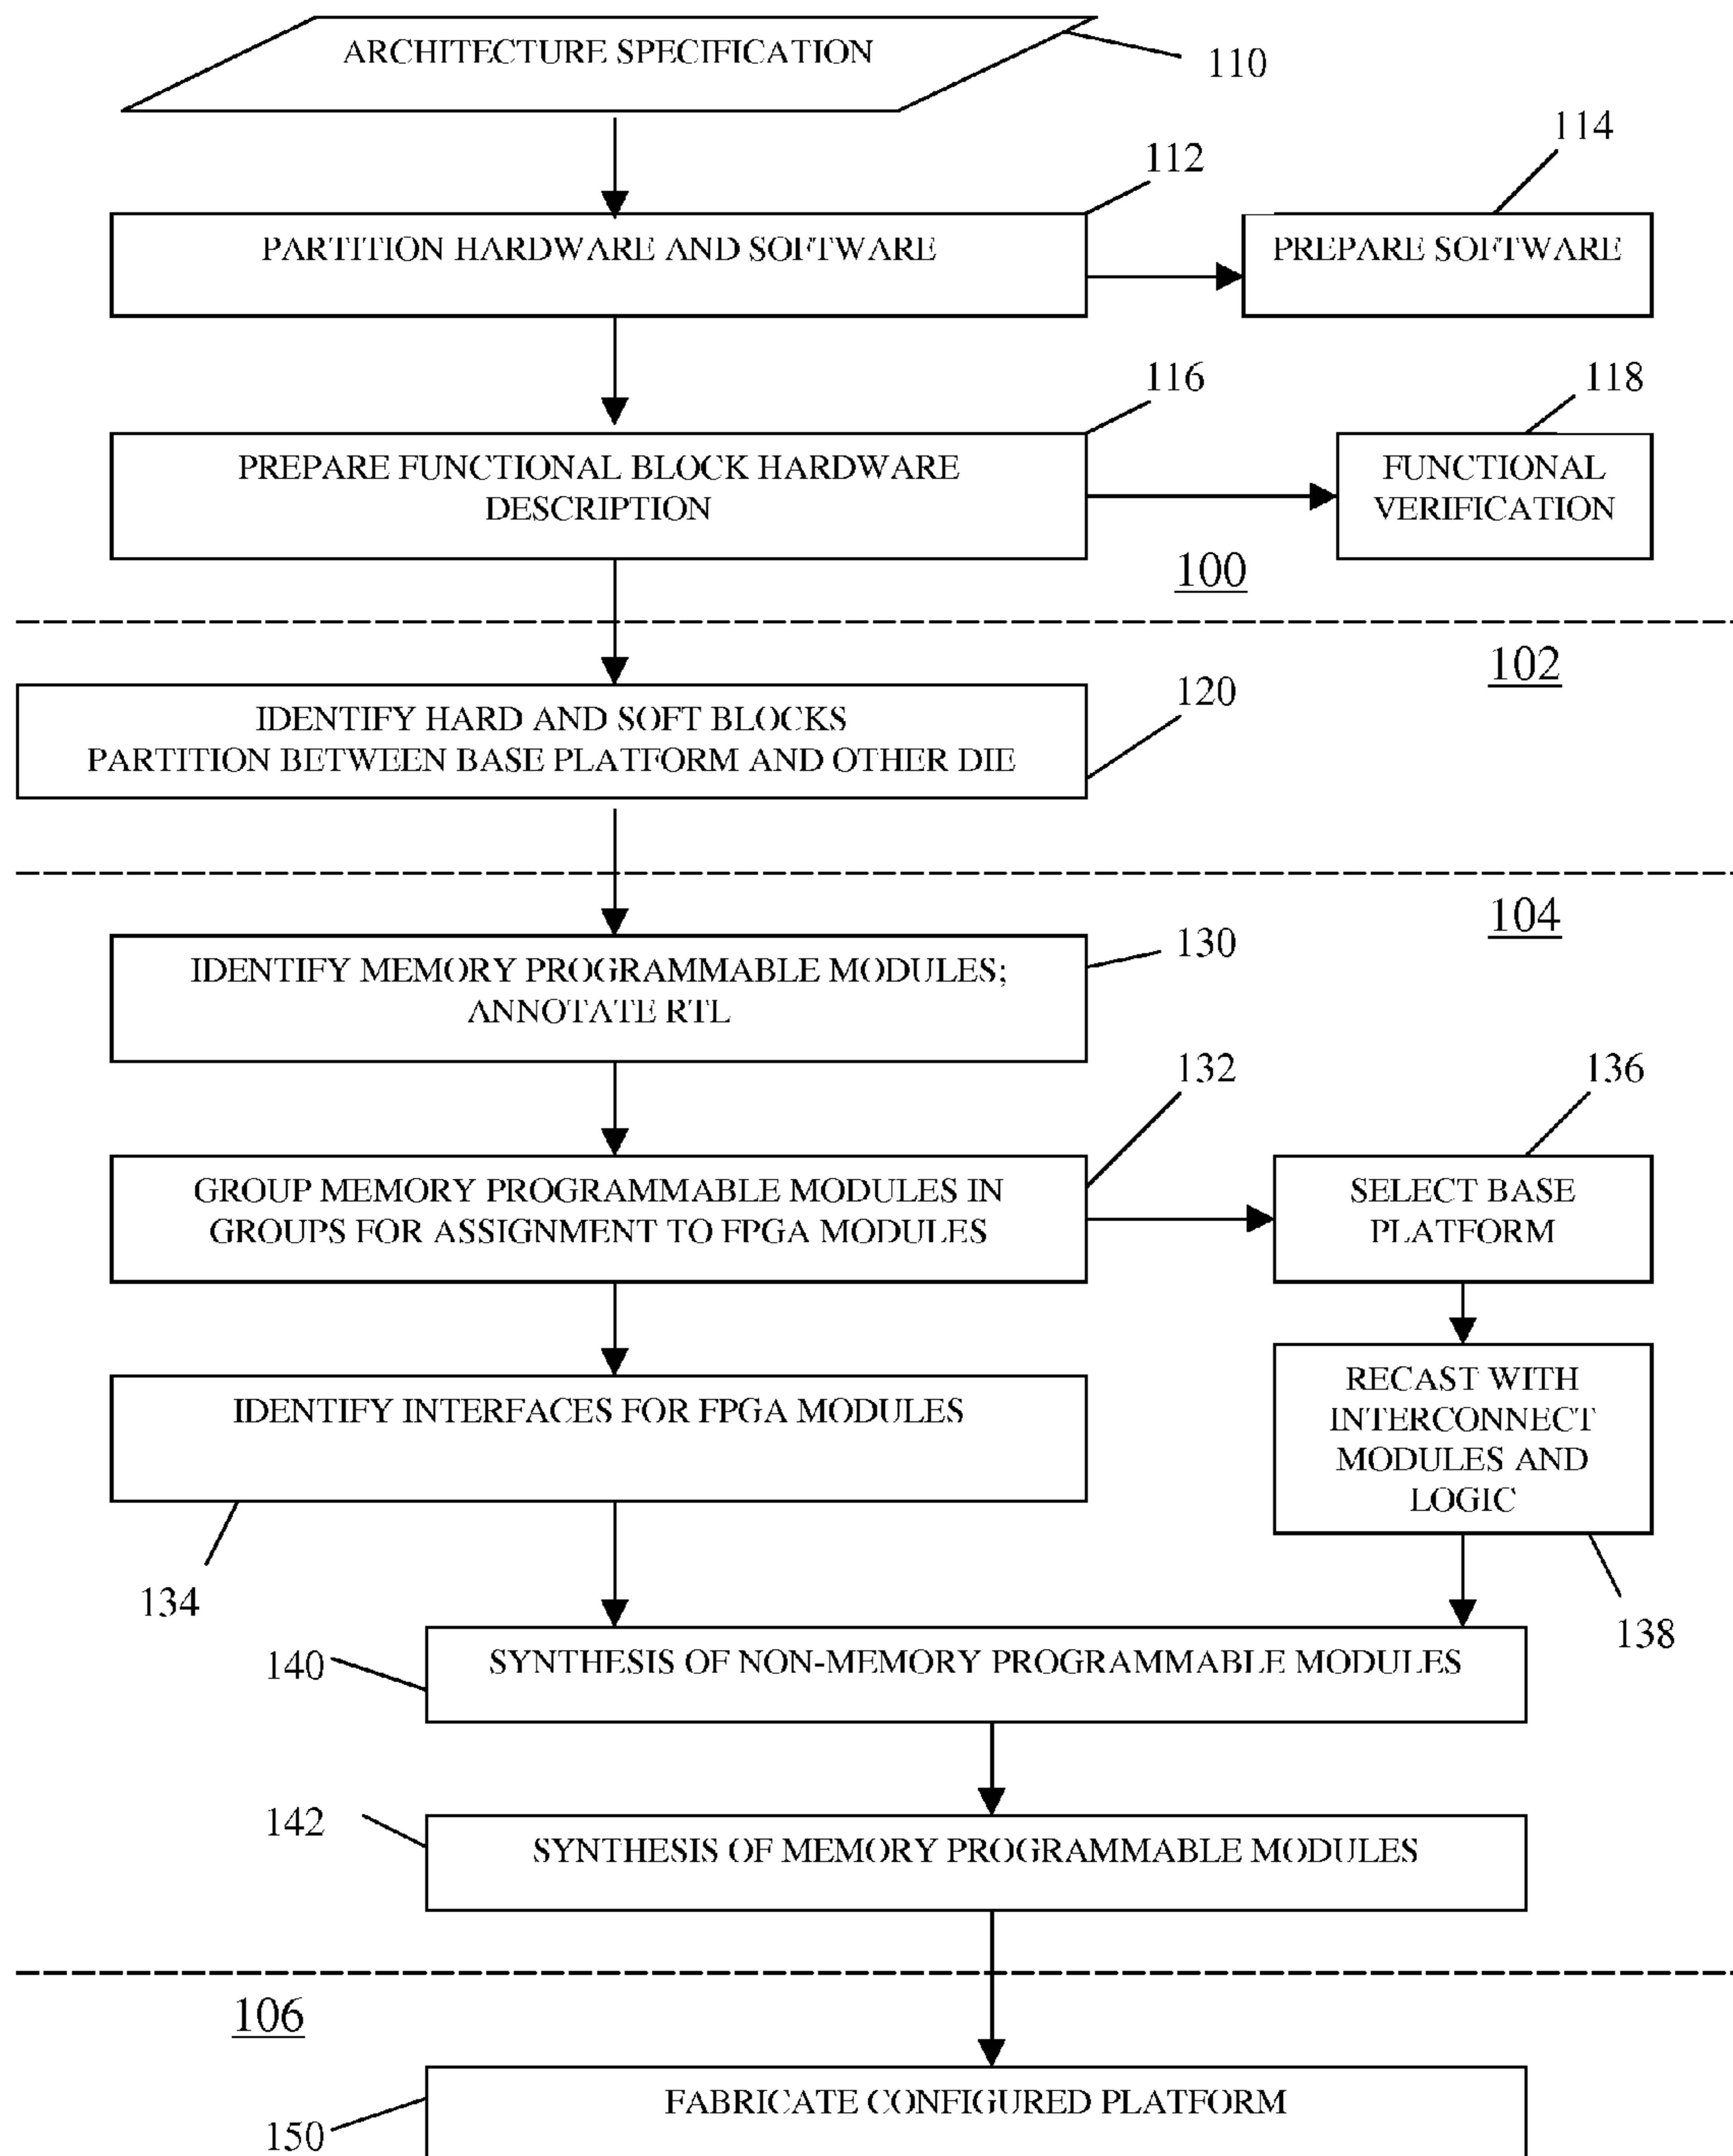 ARCHITECTURE SPECIFICATION
110
114
112
PARTITION HARDWARE AND SOFTWARE
PREPARE SOFTWARE
116
118
PREPARE FUNCTIONAL BLOCK HARDWARE
DESCRIPTION
FUNCTIONAL
VERIFICATION
100
102
120
IDENTIFY HARD AND SOFT BLOCKS
PARTITION BETWEEN BASE PLATFORM AND OTHER DIE
104
130
IDENTIFY MEMORY PROGRAMMABLE MODULES;
ANNOTATE RTL
132
136
GROUP MEMORY PROGRAMMABLE MODULES IN
GROUPS FOR ASSIGNMENT TO FPGA MODULES
SELECT BASE
PLATFORM
IDENTIFY INTERFACES FOR FPGA MODULES
RECAST WITH
INTERCONNECT
MODULES AND
LOGIC
134
138
140
SYNTHESIS OF NON-MEMORY PROGRAMMABLE MODULES
142
SYNTHESIS OF MEMORY PROGRAMMABLE MODULES
106
FABRICATE CONFIGURED PLATFORM
150